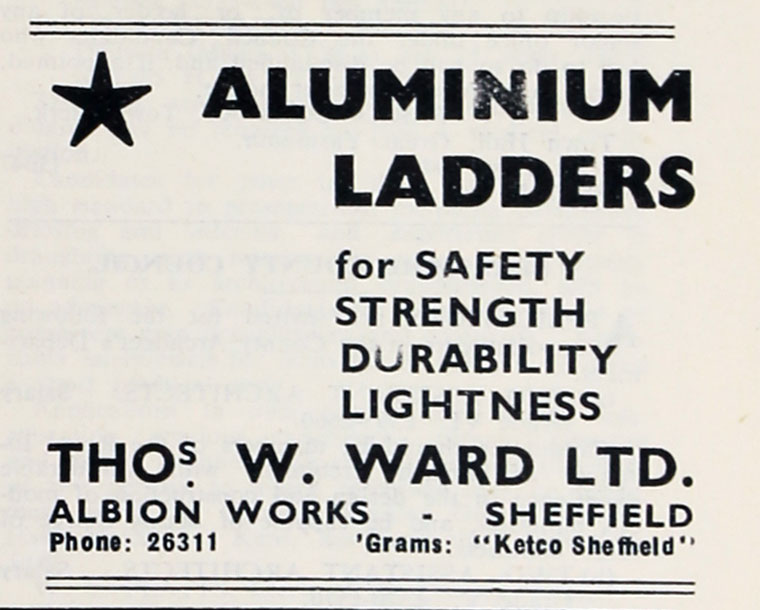 ★ ALUMINIUM
LADDERS
for SAFETY
STRENGTH
DURABILITY
LIGHTNESS
THOS. W. WARD LTD.
ALBION WORKS - SHEFFIELD
Phone: 26311 'Grams: "Ketco Sheffield"